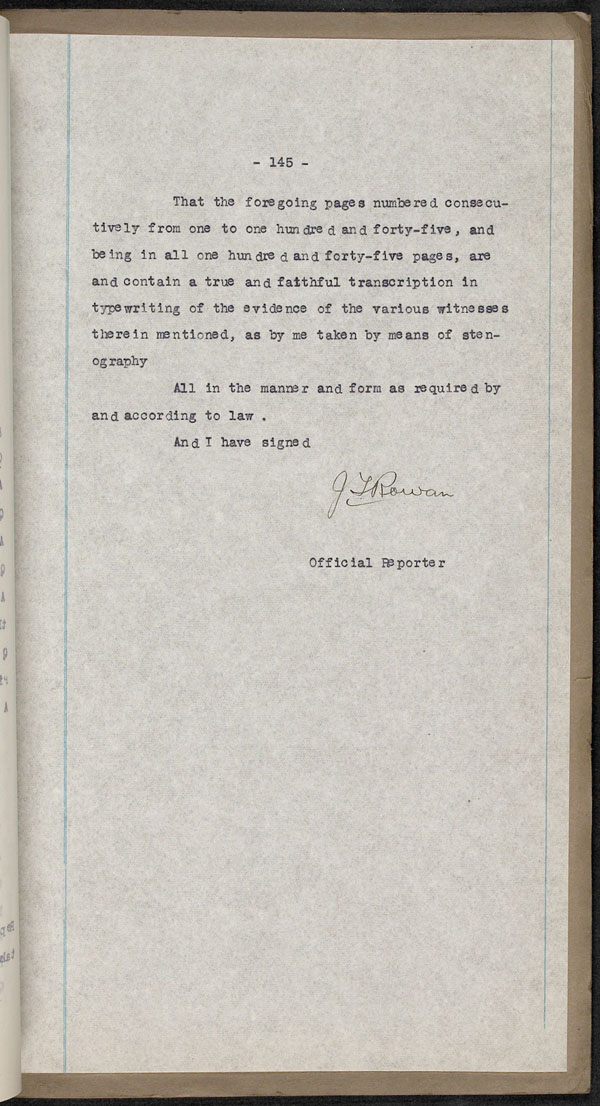 - 145 -
That the foregoing pages numbered consecu-
tively from one to one hundred and forty-five, and
being in all one hundred and forty-five pages, are
and contain a true and faithful transcription in
typewriting of the evidence of the various witnesses
therein mentioned, as by me taken by means of sten-
ography
All in the manner and form as required by
and according to law .
And I have signed
J L Rowan
Official Reporter